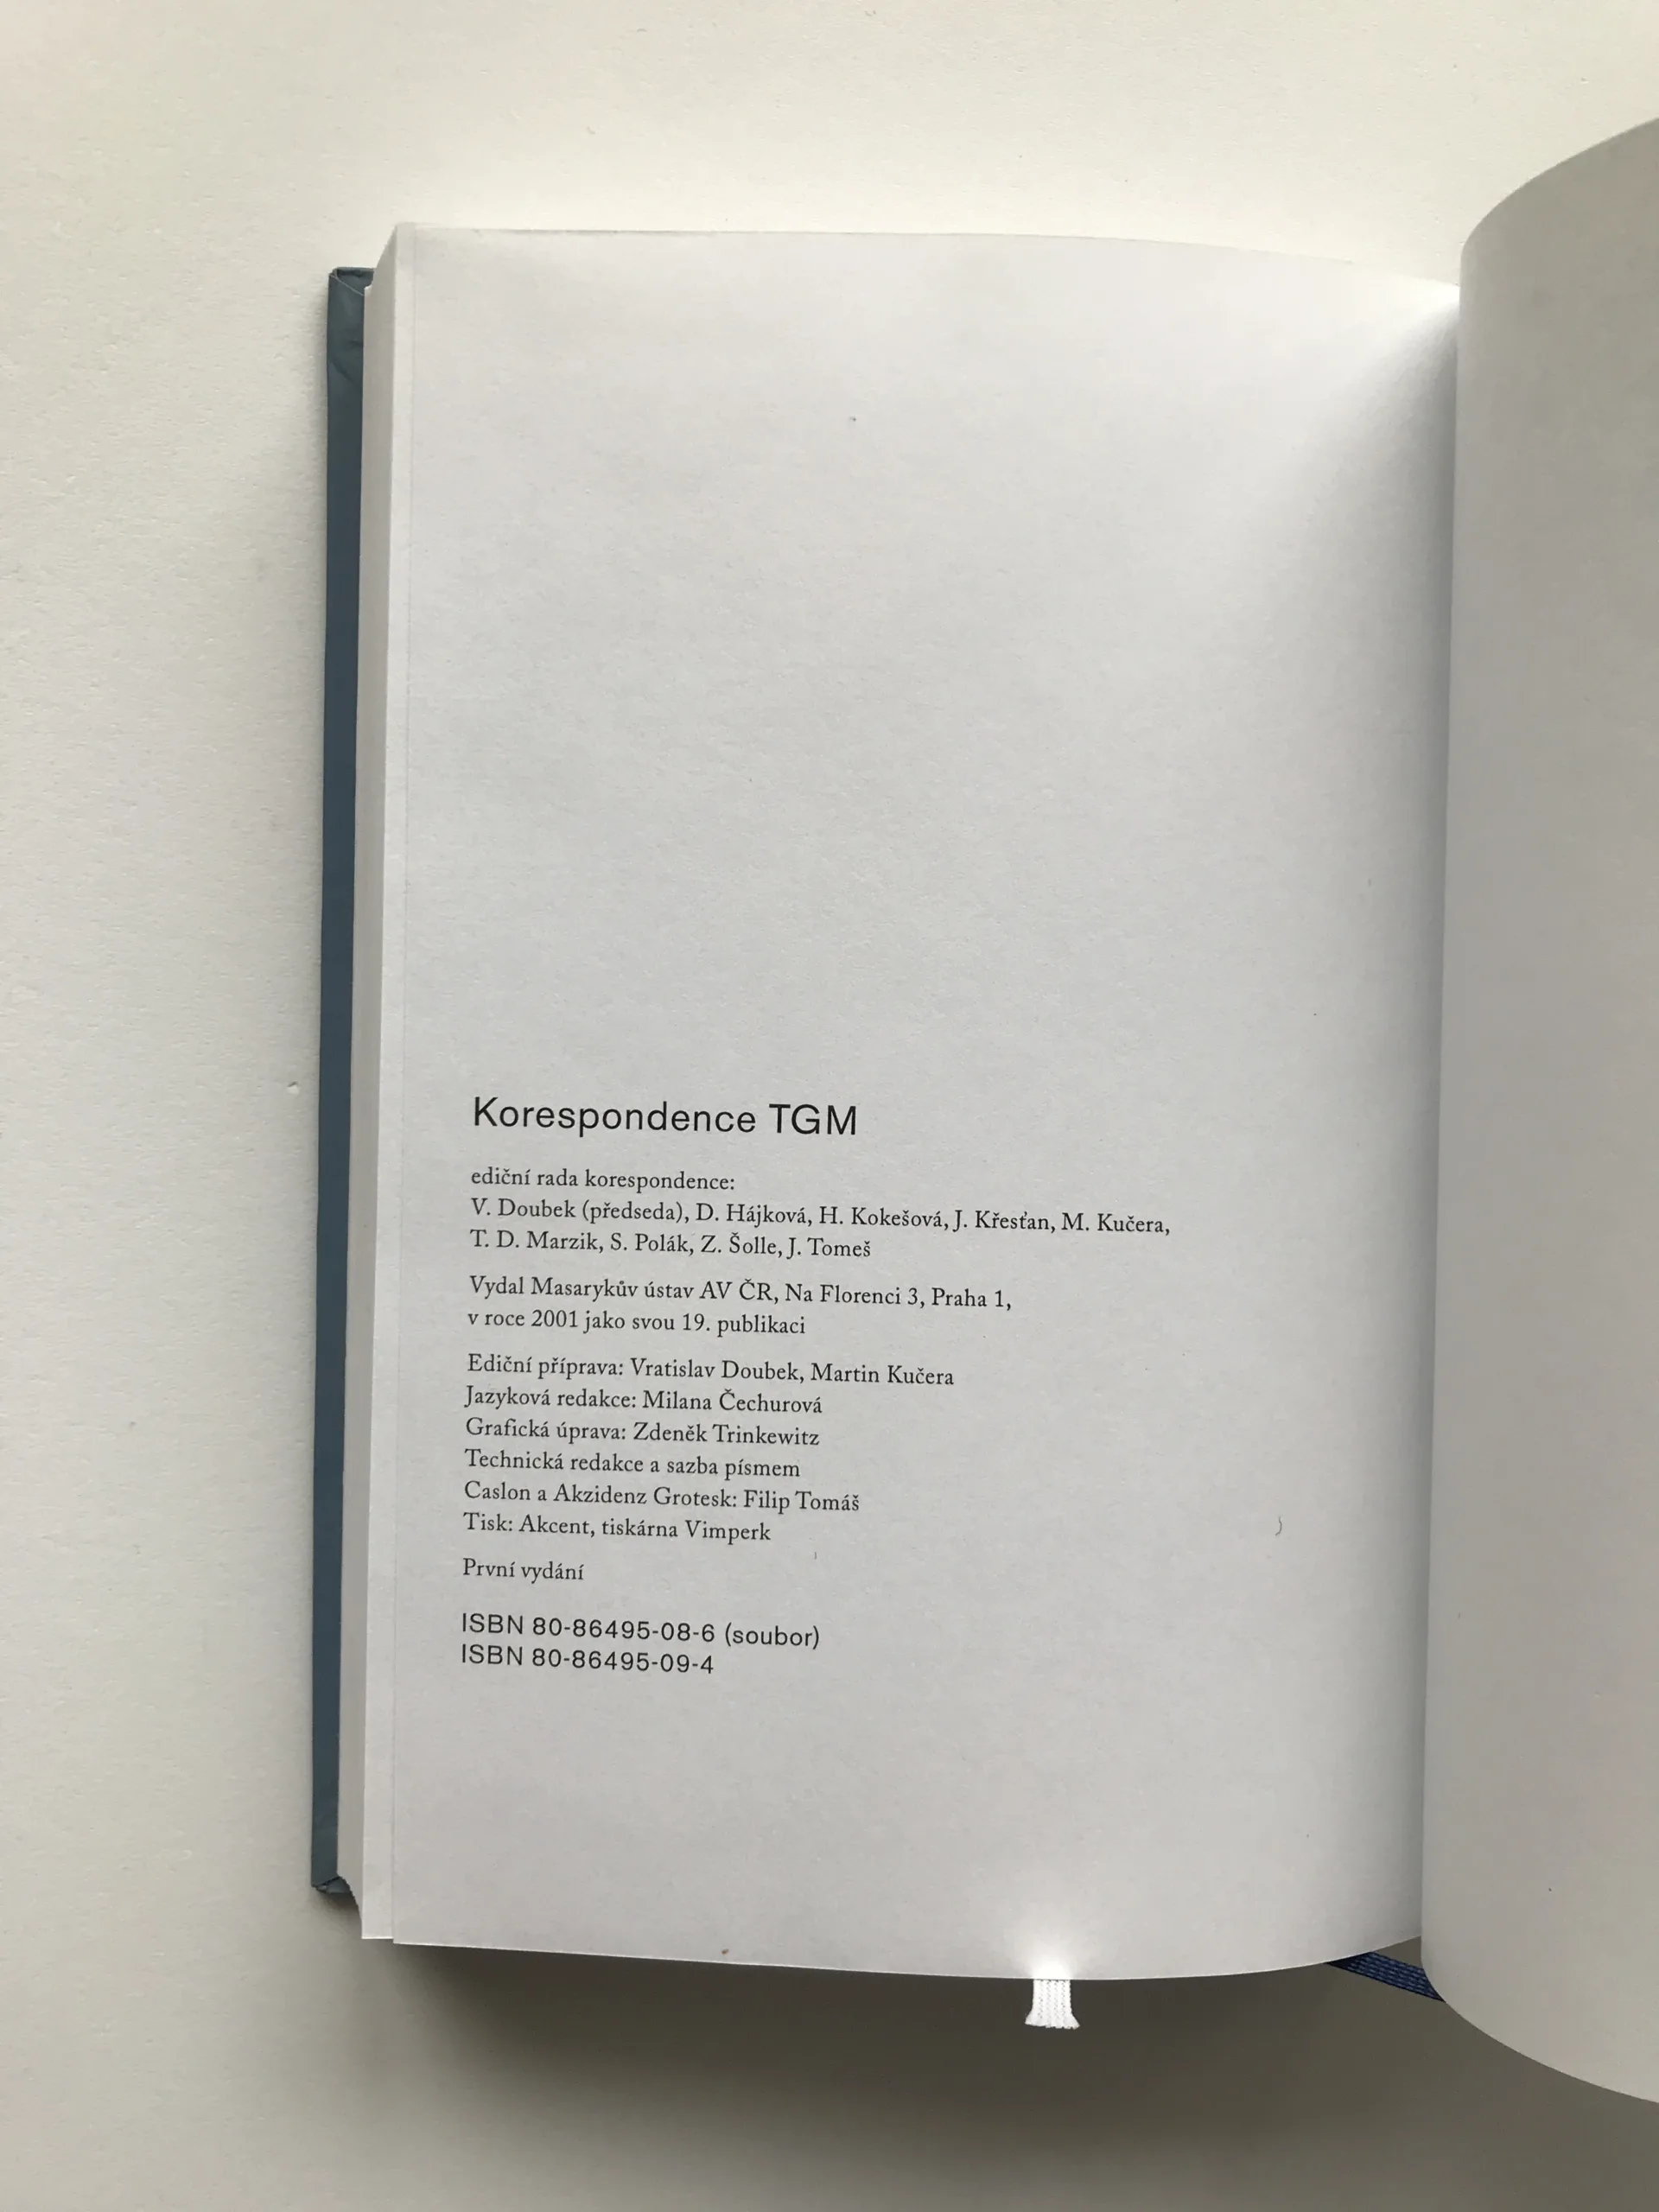 Korespondence TGM
ediční rada korespondence:
V. Doubek (předseda), D. Hájková, H. Kokešová, J. Křesťan, M. Kučera,
T. D. Marzik, S. Polák, Z. Šolle, J. Tomeš
Vydal Masarykův ústav AV ČR, Na Florenci 3, Praha 1,
v roce 2001 jako svou 19. publikaci
Ediční příprava: Vratislav Doubek, Martin Kučera
Jazyková redakce: Milana Čechurová
Grafická úprava: Zdeněk Trinkewitz
Technická redakce a sazba písmem
Caslon a Akzidenz Grotesk: Filip Tomáš
Tisk: Akcent, tiskárna Vimperk
První vydání
ISBN 80-86495-08-6 (soubor)
ISBN 80-86495-09-4